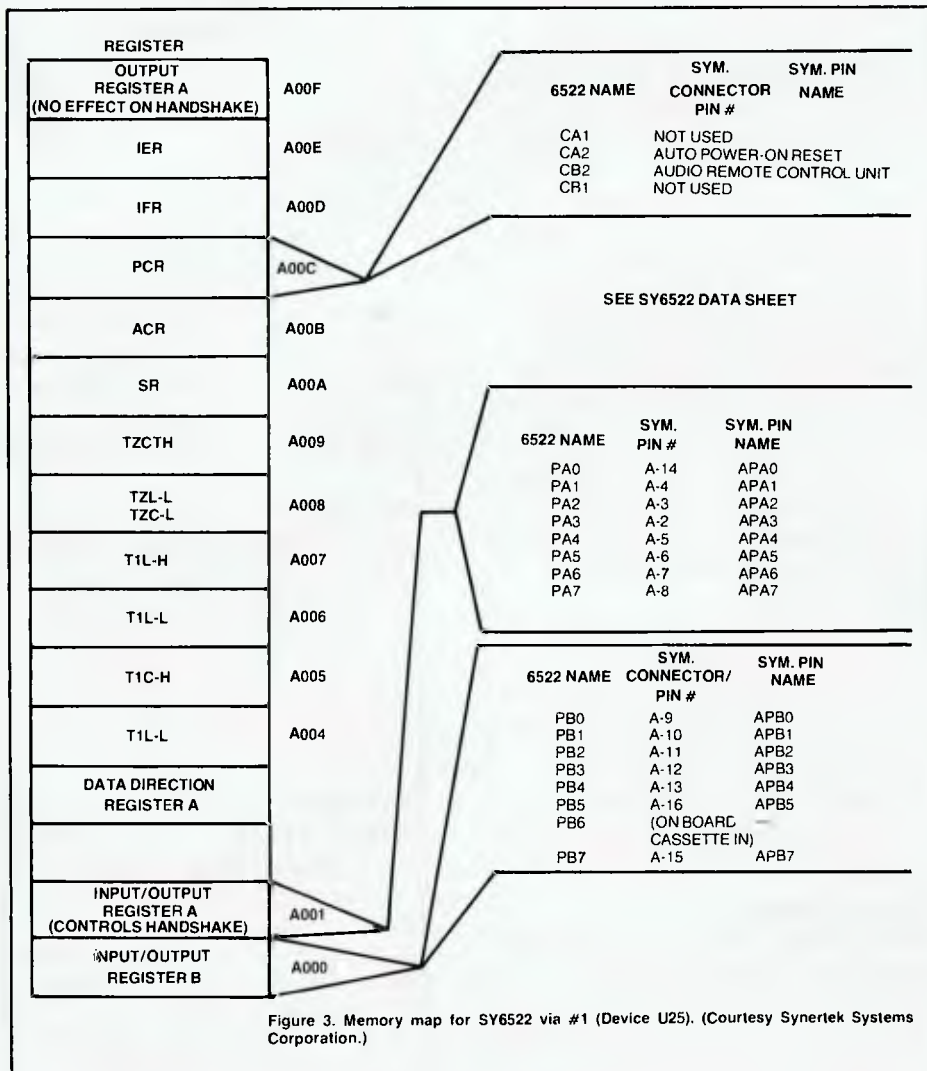 REGISTER
OUTPUT
REGISTER A
(NO EFFECT ON HANDSHAKE)
A00F
IER
A00E
IFR
A00D
PCR
A00C
ACR
A00B
SR
A00A
TZCTH
A009
TZL-L
TZC-L
A008
T1L-H
A007
T1L-L
A006
T1C-H
A005
T1L-L
A004
DATA DIRECTION
REGISTER A
INPUT/OUTPUT
REGISTER A
(CONTROLS HANDSHAKE)
A001
INPUT/OUTPUT
REGISTER B
A000
6522 NAME SYM. CONNECTOR PIN # SYM. PIN NAME
CA1 NOT USED
CA2 AUTO POWER-ON RESET
CB2 AUDIO REMOTE CONTROL UNIT
CB1 NOT USED
SEE SY6522 DATA SHEET
6522 NAME SYM. PIN # SYM. PIN NAME
PA0 A-14 APA0
PA1 A-4 APA1
PA2 A-3 APA2
PA3 A-2 APA3
PA4 A-5 APA4
PA5 A-6 APA5
PA6 A-7 APA6
PA7 A-8 APA7
6522 NAME SYM. CONNECTOR/ PIN # SYM. PIN NAME
PB0 A-9 APB0
PB1 A-10 APB1
PB2 A-11 APB2
PB3 A-12 APB3
PB4 A-13 APB4
PB5 A-16 APB5
PB6 (ON BOARD —
CASSETTE IN)
PB7 A-15 APB7
Figure 3. Memory map for SY6522 via #1 (Device U25). (Courtesy Synertek Systems
Corporation.)